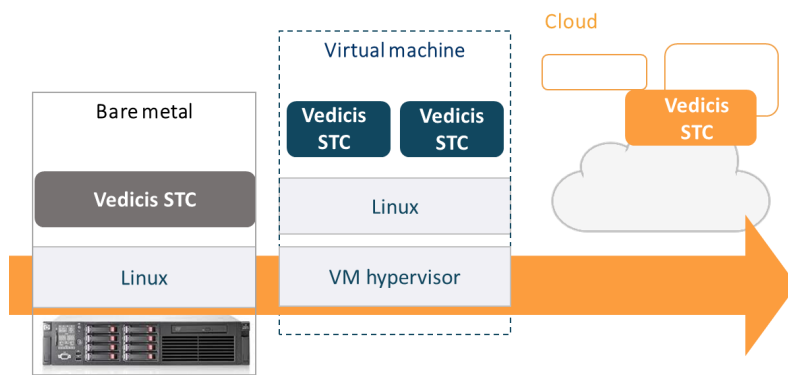 Bare metal
Vedicis STC
Linux
Virtual machine
Vedicis
STC
Vedicis
STC
Linux
VM hypervisor
Cloud
Vedicis
STC